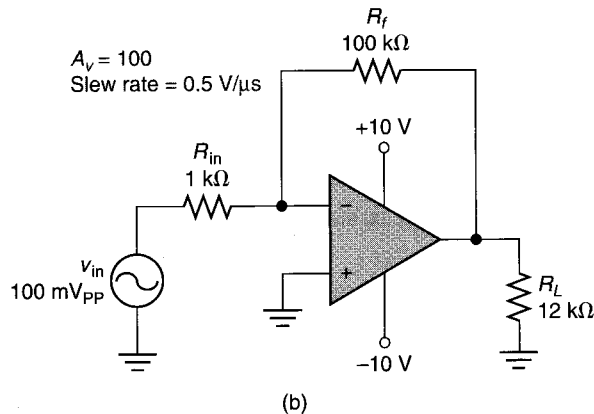 R_f
100 kΩ
A_v = 100
Slew rate = 0.5 V/μs
+10 V
R_in
1 kΩ
−
+
v_in
100 mV_PP
R_L
12 kΩ
−10 V
(b)